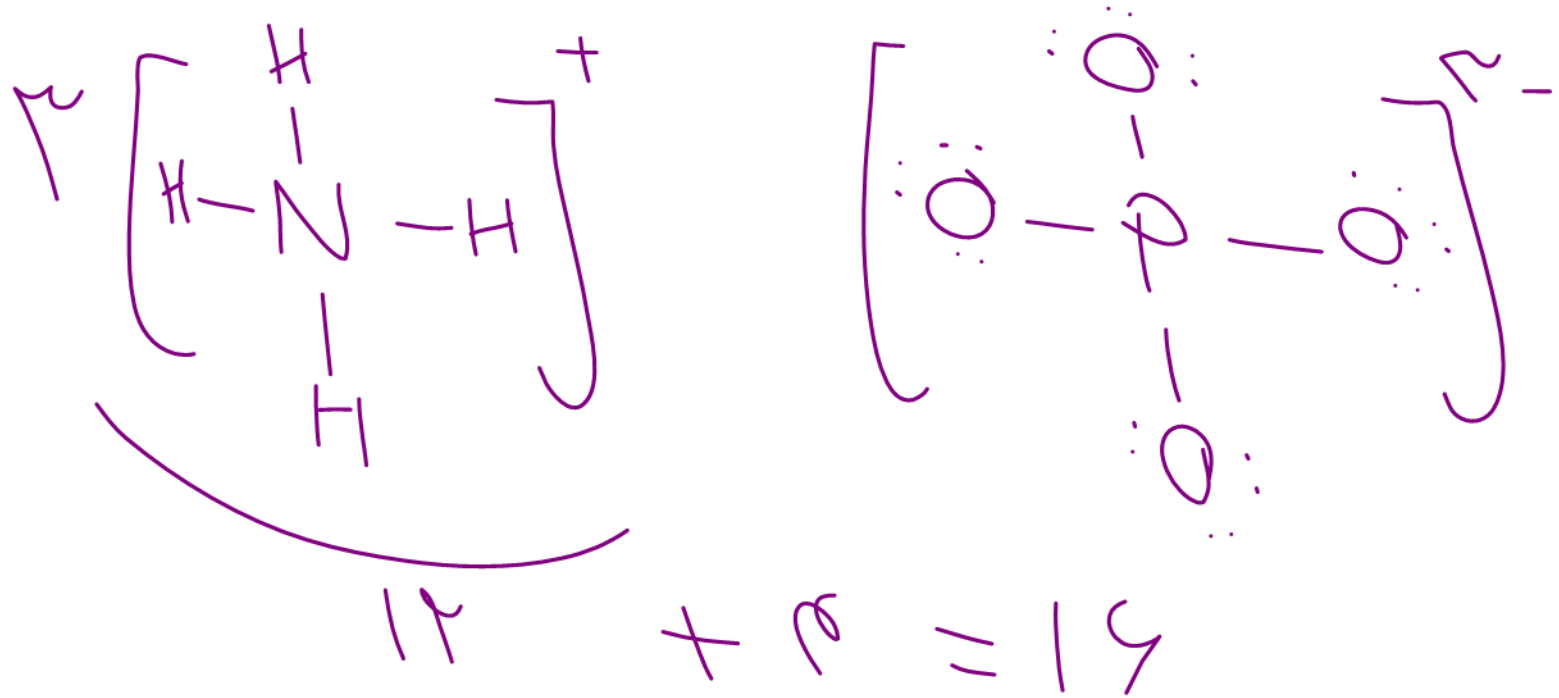 H + :Ö: ۳-
۳ [ H — N — H ] [ :Ö — P — Ö: ]
H :O:
۱۲ + ۴ = ۱۶